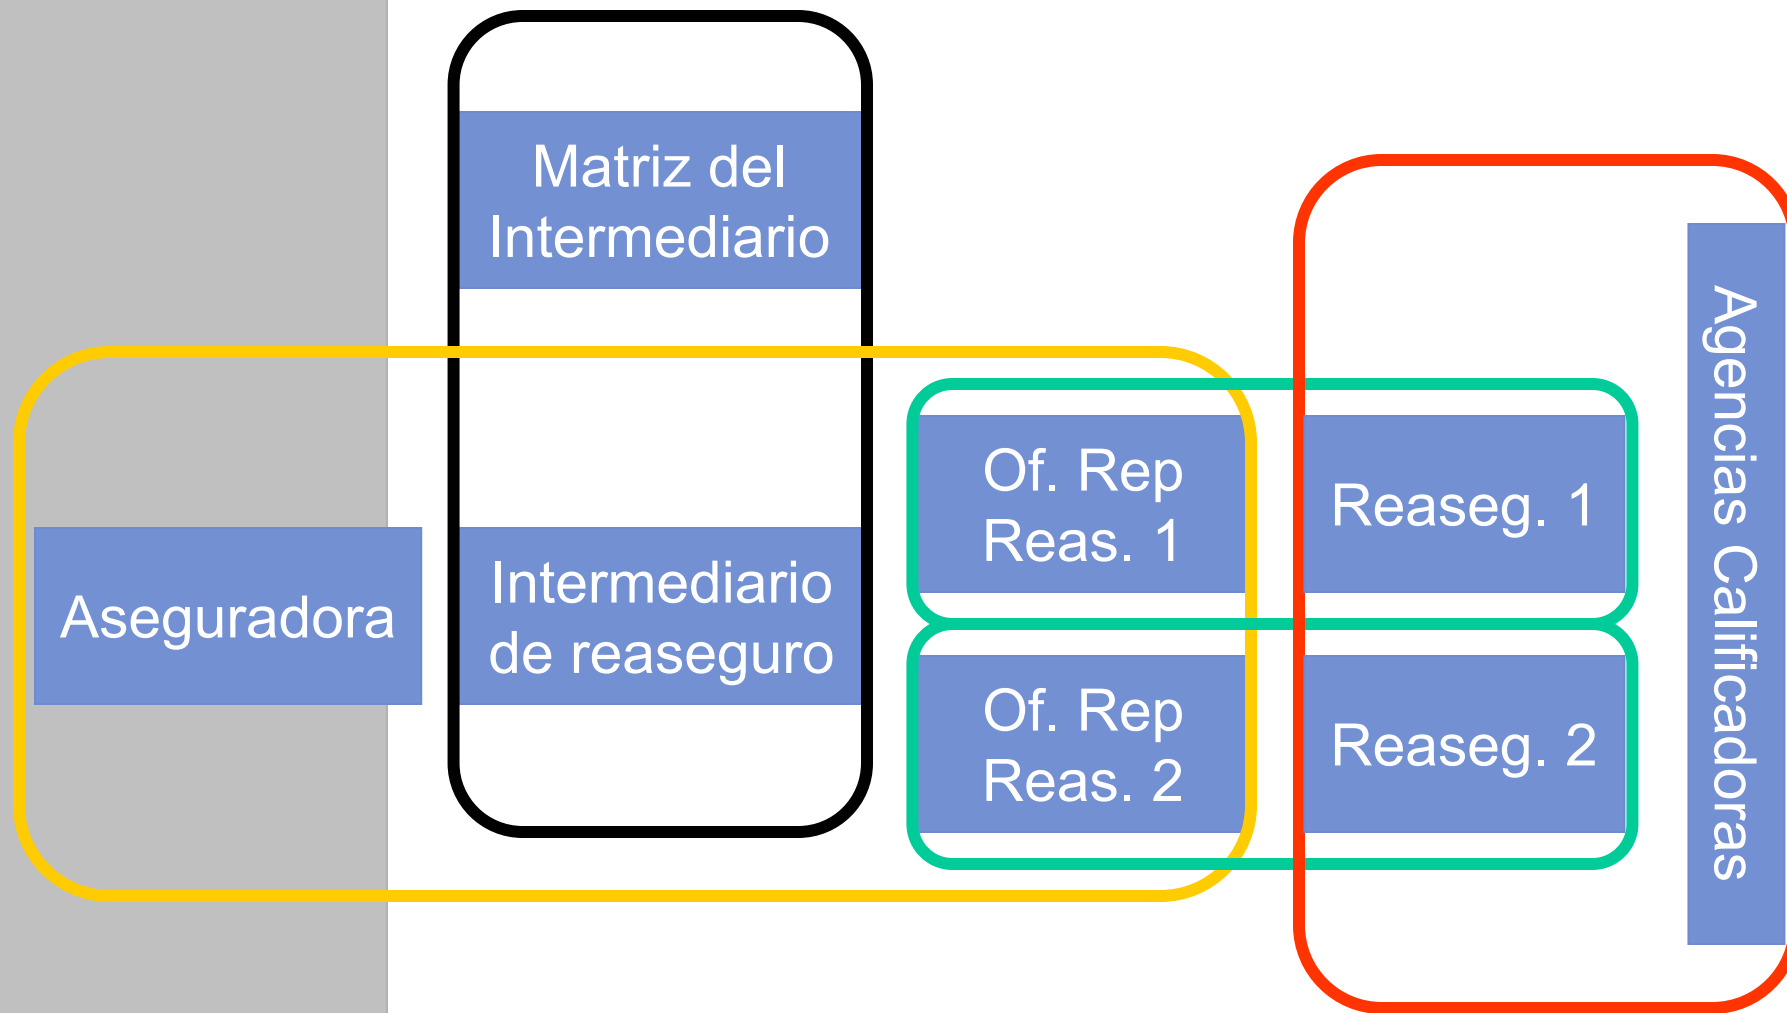 Matriz del
Intermediario
Aseguradora
Intermediario
de reaseguro
Of. Rep
Reas. 1
Reaseg. 1
Of. Rep
Reas. 2
Reaseg. 2
Agencias Calificadoras